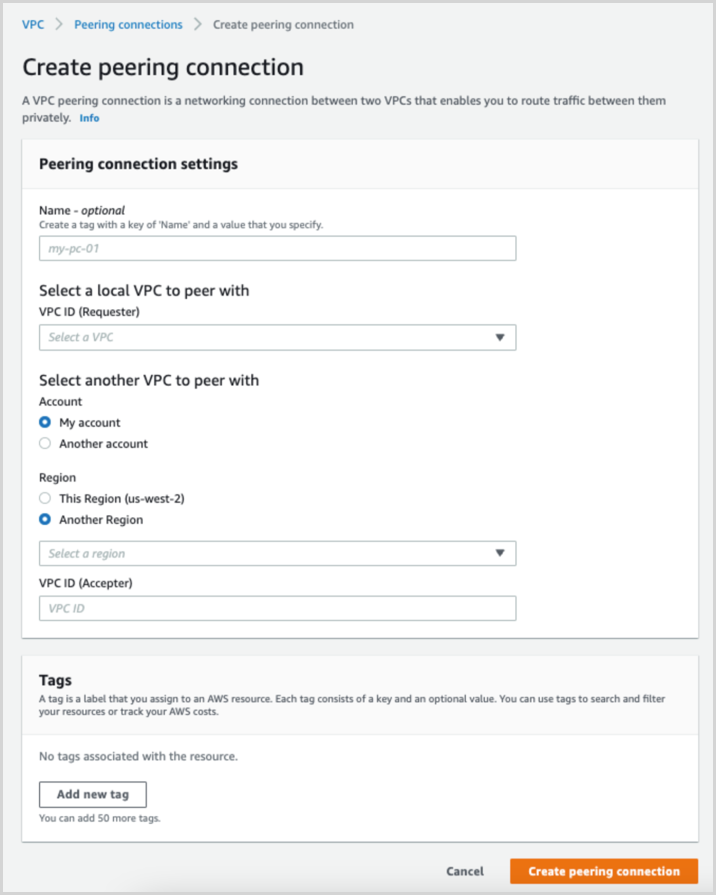 VPC > Peering connections > Create peering connection
Create peering connection
A VPC peering connection is a networking connection between two VPCs that enables you to route traffic between them
privately. Info
Peering connection settings
Name - optional
Create a tag with a key of 'Name' and a value that you specify.
my-pc-01
Select a local VPC to peer with
VPC ID (Requester)
Select a VPC
Select another VPC to peer with
Account
My account
Another account
Region
This Region (us-west-2)
Another Region
Select a region
VPC ID (Accepter)
VPC ID
Tags
A tag is a label that you assign to an AWS resource. Each tag consists of a key and an optional value. You can use tags to search and filter
your resources or track your AWS costs.
No tags associated with the resource.
Add new tag
You can add 50 more tags.
Cancel Create peering connection